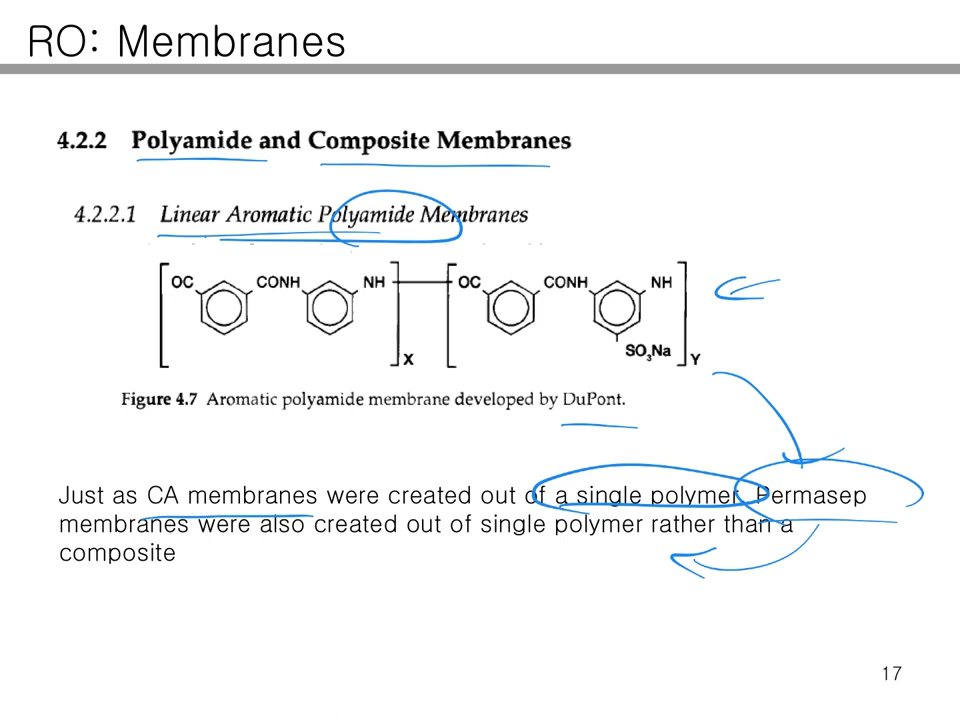 RO: Membranes
4.2.2 Polyamide and Composite Membranes
4.2.2.1 Linear Aromatic Polyamide Membranes
OC CONH NH OC CONH NH
SO3Na
X Y
Figure 4.7 Aromatic polyamide membrane developed by DuPont.
Just as CA membranes were created out of a single polymer, Permasep
membranes were also created out of single polymer rather than a
composite
17